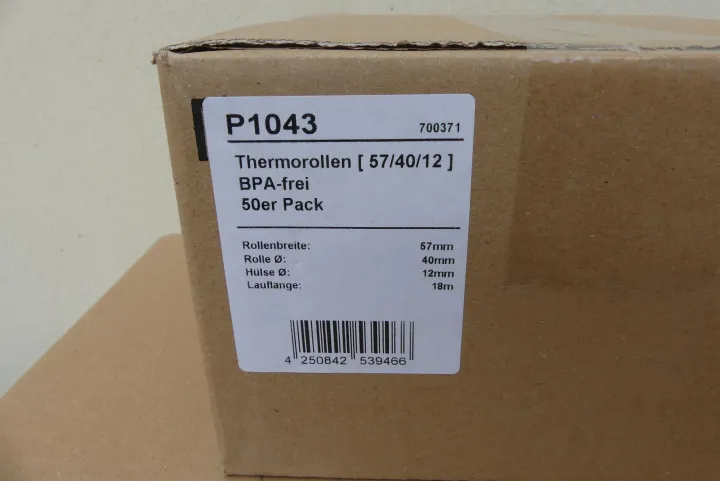 P1043 700371
Thermorollen [ 57/40/12 ]
BPA-frei
50er Pack
Rollenbreite: 57mm
Rolle Ø: 40mm
Hülse Ø: 12mm
Lauflänge: 18m
4 250842 539466